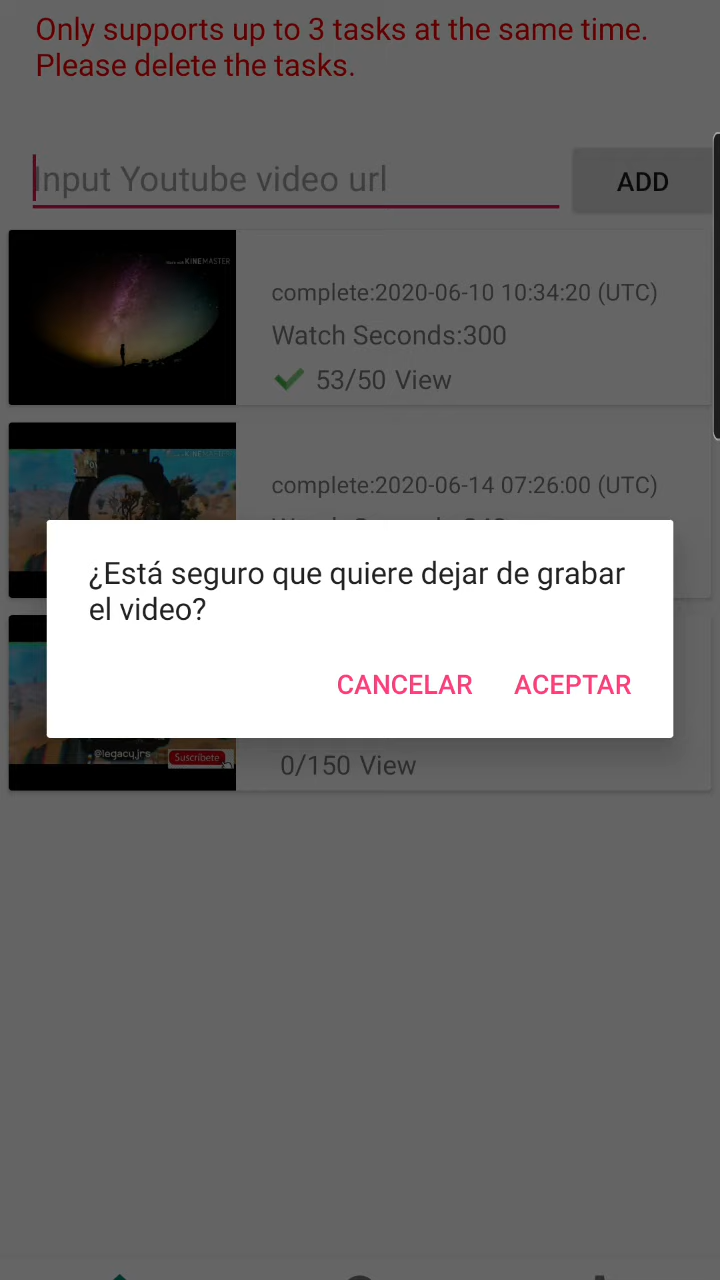 Only supports up to 3 tasks at the same time.
Please delete the tasks.
Input Youtube video url
ADD
KINEMASTER
complete:2020-06-10 10:34:20 (UTC)
Watch Seconds:300
53/50 View
complete:2020-06-14 07:26:00 (UTC)
¿Está seguro que quiere dejar de grabar
el video?
CANCELAR
ACEPTAR
@legacy.jrs
Suscríbete
0/150 View